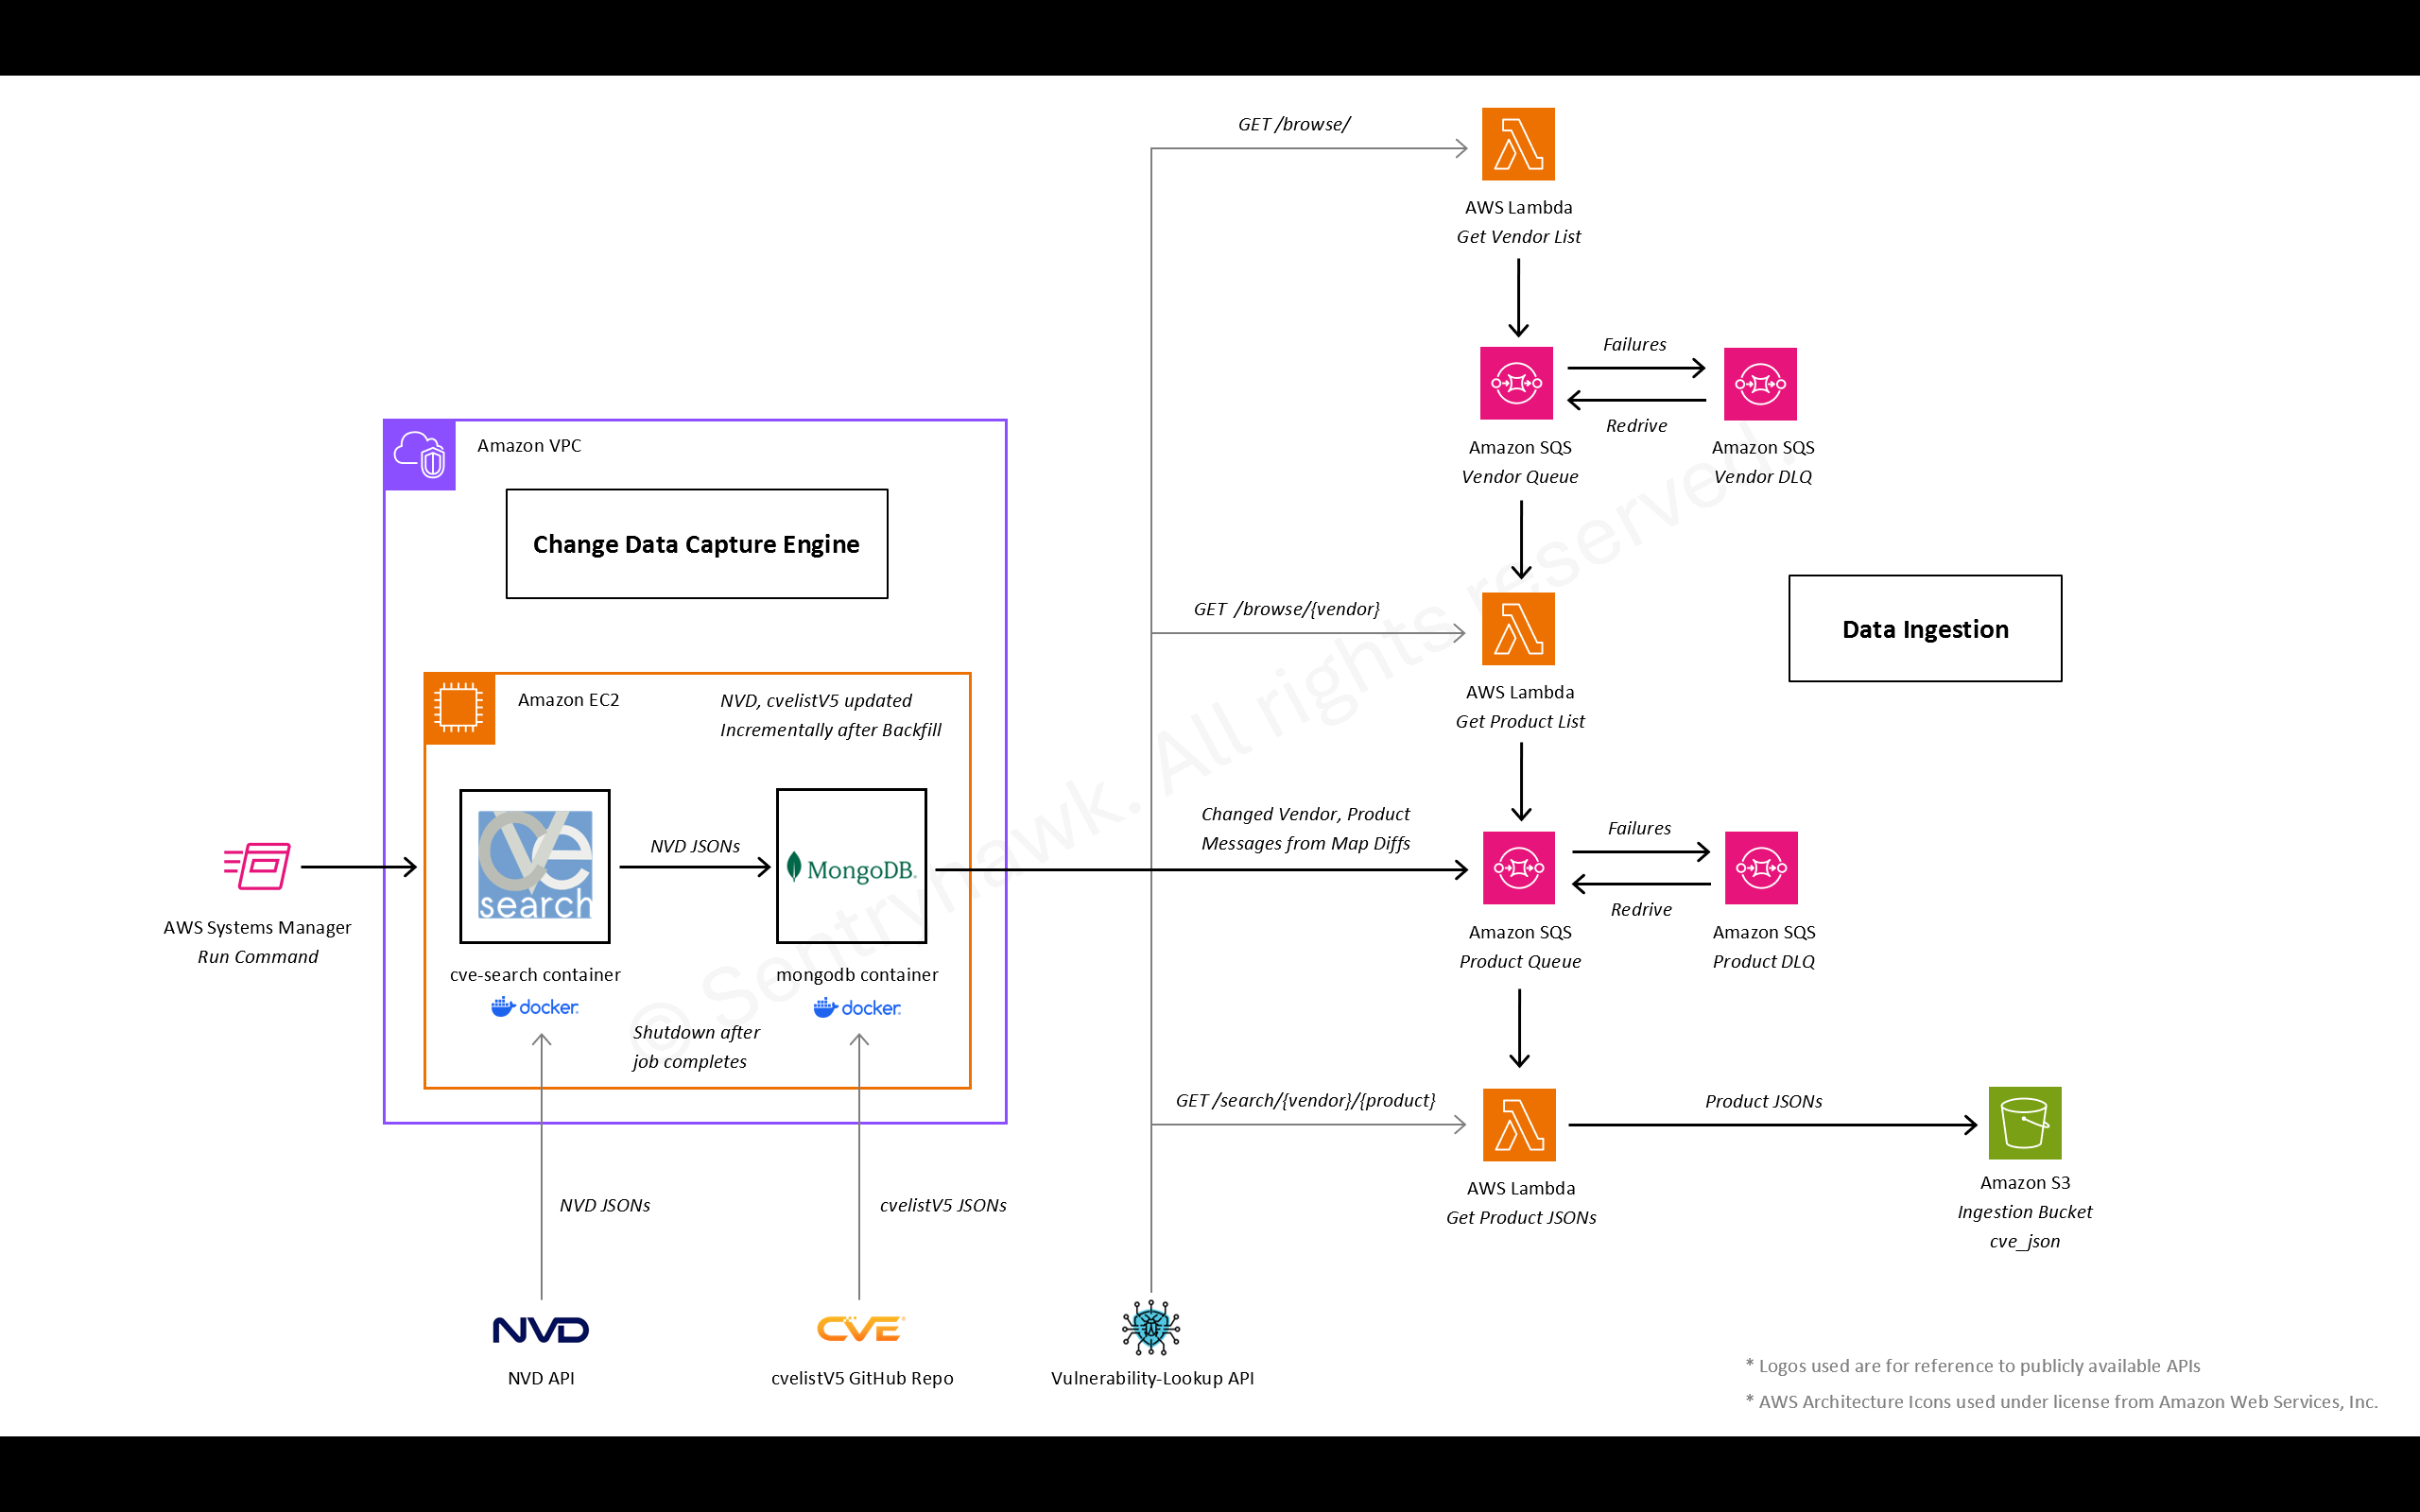 GET /browse/
AWS Lambda
Get Vendor List
Failures
Redrive
Amazon SQS
Vendor Queue
Amazon SQS
Vendor DLQ
Amazon VPC
Change Data Capture Engine
GET /browse/{vendor}
AWS Lambda
Get Product List
Data Ingestion
Amazon EC2
NVD, cvelistV5 updated
Incrementally after Backfill
cve
search
NVD JSONs
MongoDB.
Changed Vendor, Product
Messages from Map Diffs
Failures
Redrive
Amazon SQS
Product Queue
Amazon SQS
Product DLQ
AWS Systems Manager
Run Command
cve-search container
docker
mongodb container
docker
Shutdown after
job completes
GET /search/{vendor}/{product}
AWS Lambda
Get Product JSONs
Product JSONs
Amazon S3
Ingestion Bucket
cve_json
NVD JSONs
cvelistV5 JSONs
NVD
NVD API
CVE®
cvelistV5 GitHub Repo
Vulnerability-Lookup API
* Logos used are for reference to publicly available APIs
* AWS Architecture Icons used under license from Amazon Web Services, Inc.
© Sentryhawk. All rights reserved.